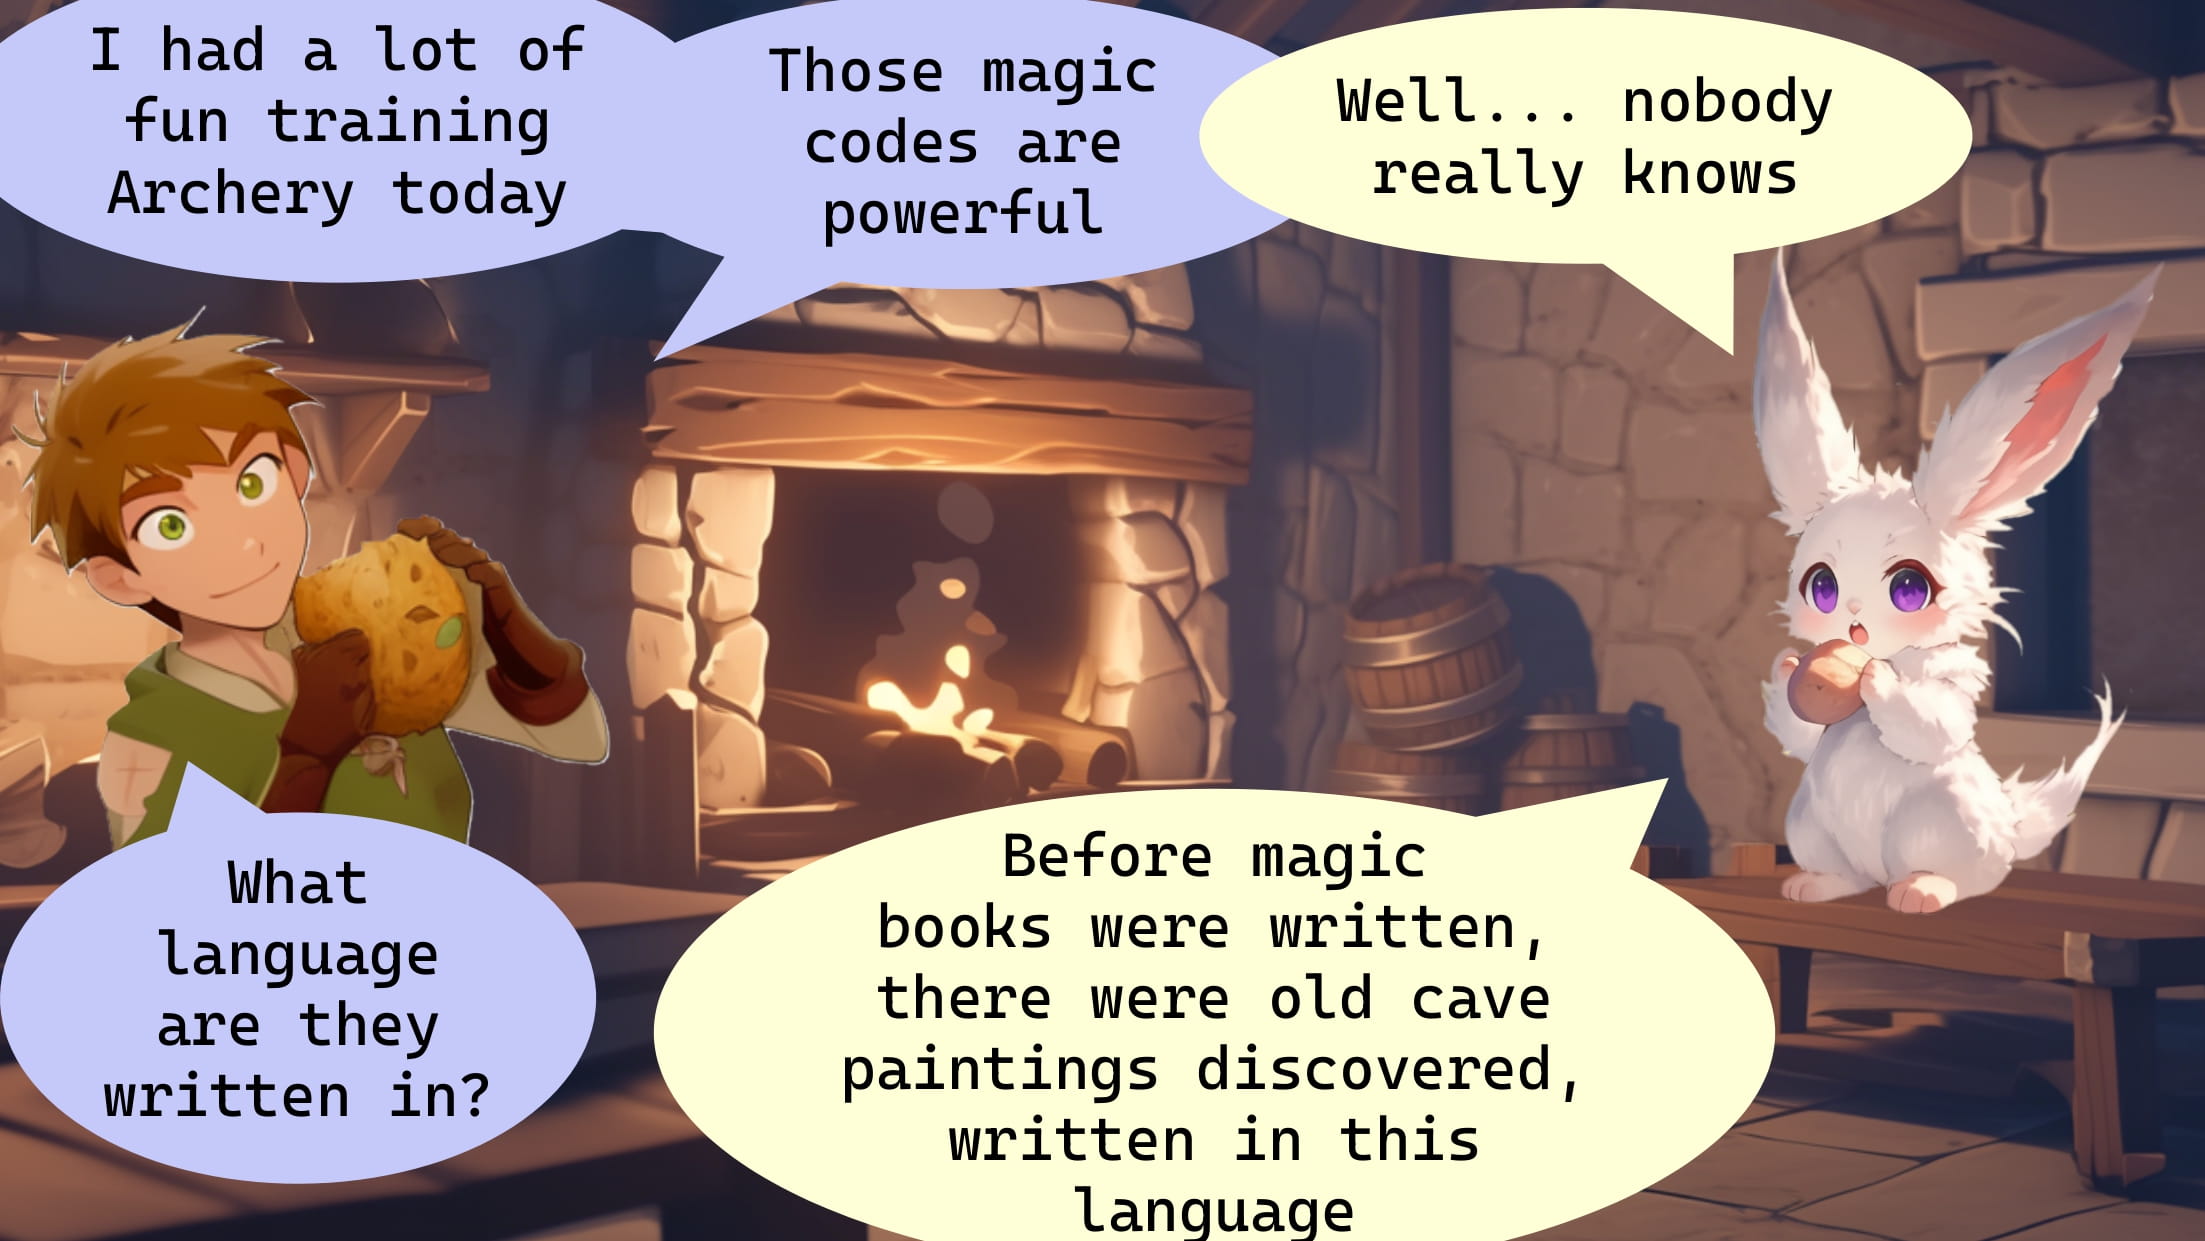 I had a lot of
fun training
Archery today
Those magic
codes are
powerful
What
language
are they
written in?
Well... nobody
really knows
Before magic
books were written,
there were old cave
paintings discovered,
written in this
language